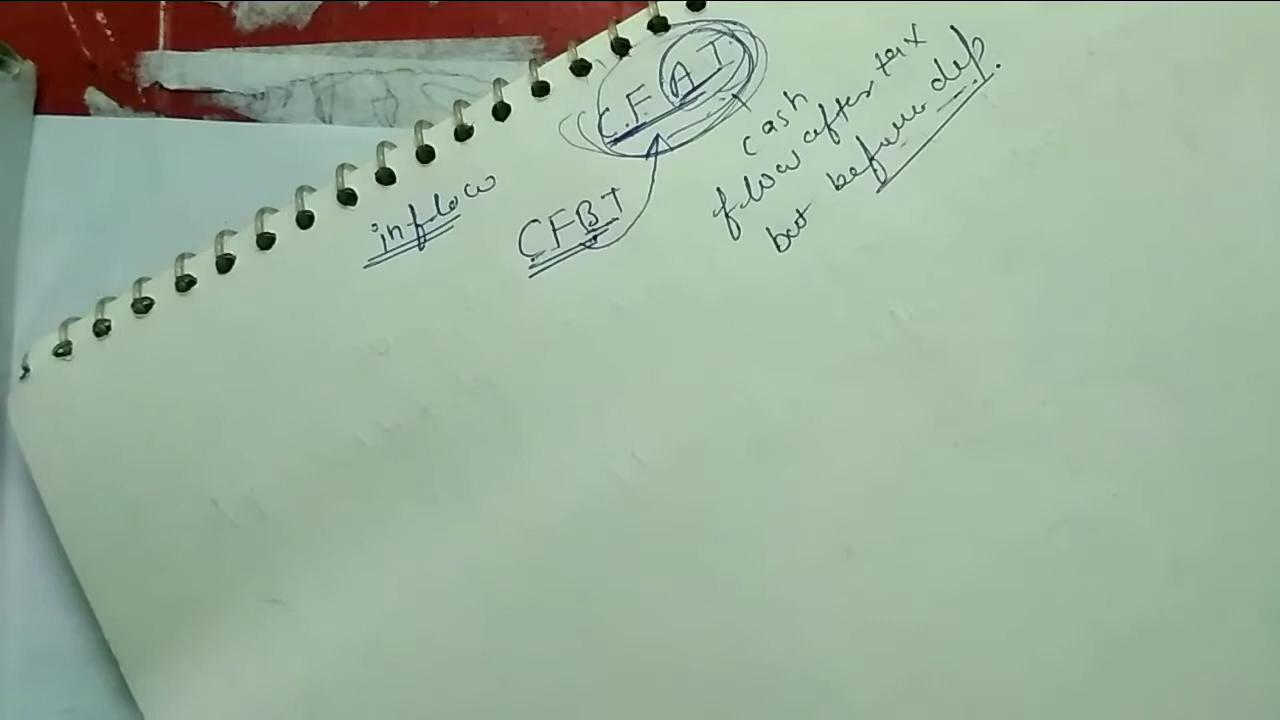 C.F.A.T.
cash
flow after tax
but before dep.
inflow
CFBT